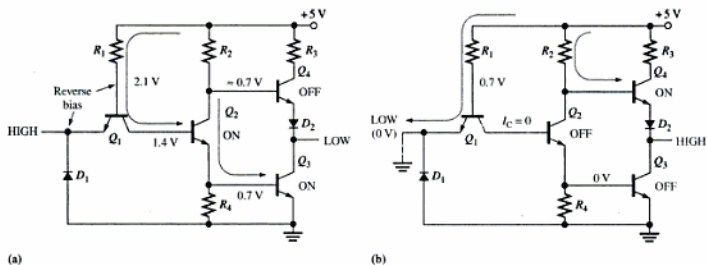 +5 V
R1
R2
R3
2.1 V
Q4
≈ 0.7 V
OFF
Reverse
bias
Q2
D2
HIGH
ON
LOW
Q1
1.4 V
Q3
D1
ON
0.7 V
R4
(a)
+5 V
R1
R2
R3
0.7 V
Q4
ON
LOW
(0 V)
IC = 0
Q2
D2
Q1
OFF
HIGH
Q3
D1
0 V
OFF
R4
(b)